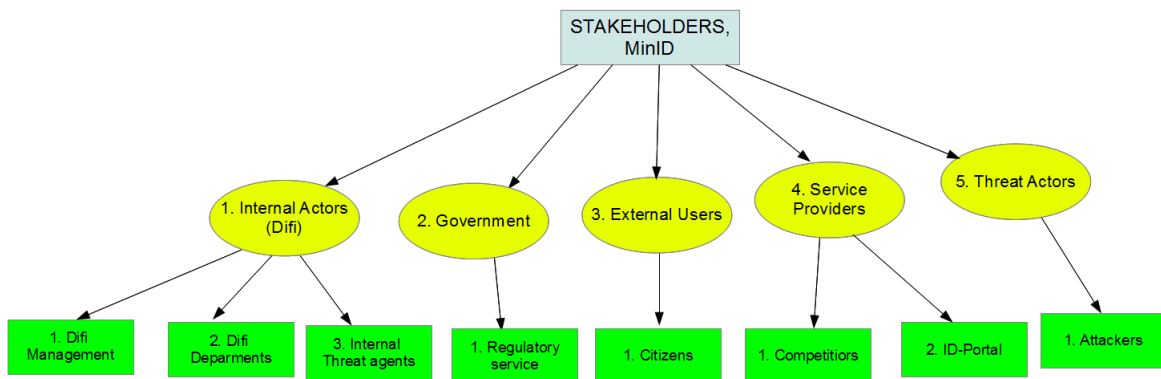 STAKEHOLDERS,
MinID
1. Internal Actors
(Difi)
2. Government
3. External Users
4. Service
Providers
5. Threat Actors
1. Difi
Management
2. Difi
Deparments
3. Internal
Threat agents
1. Regulatory
service
1. Citizens
1. Competitiors
2. ID-Portal
1. Attackers